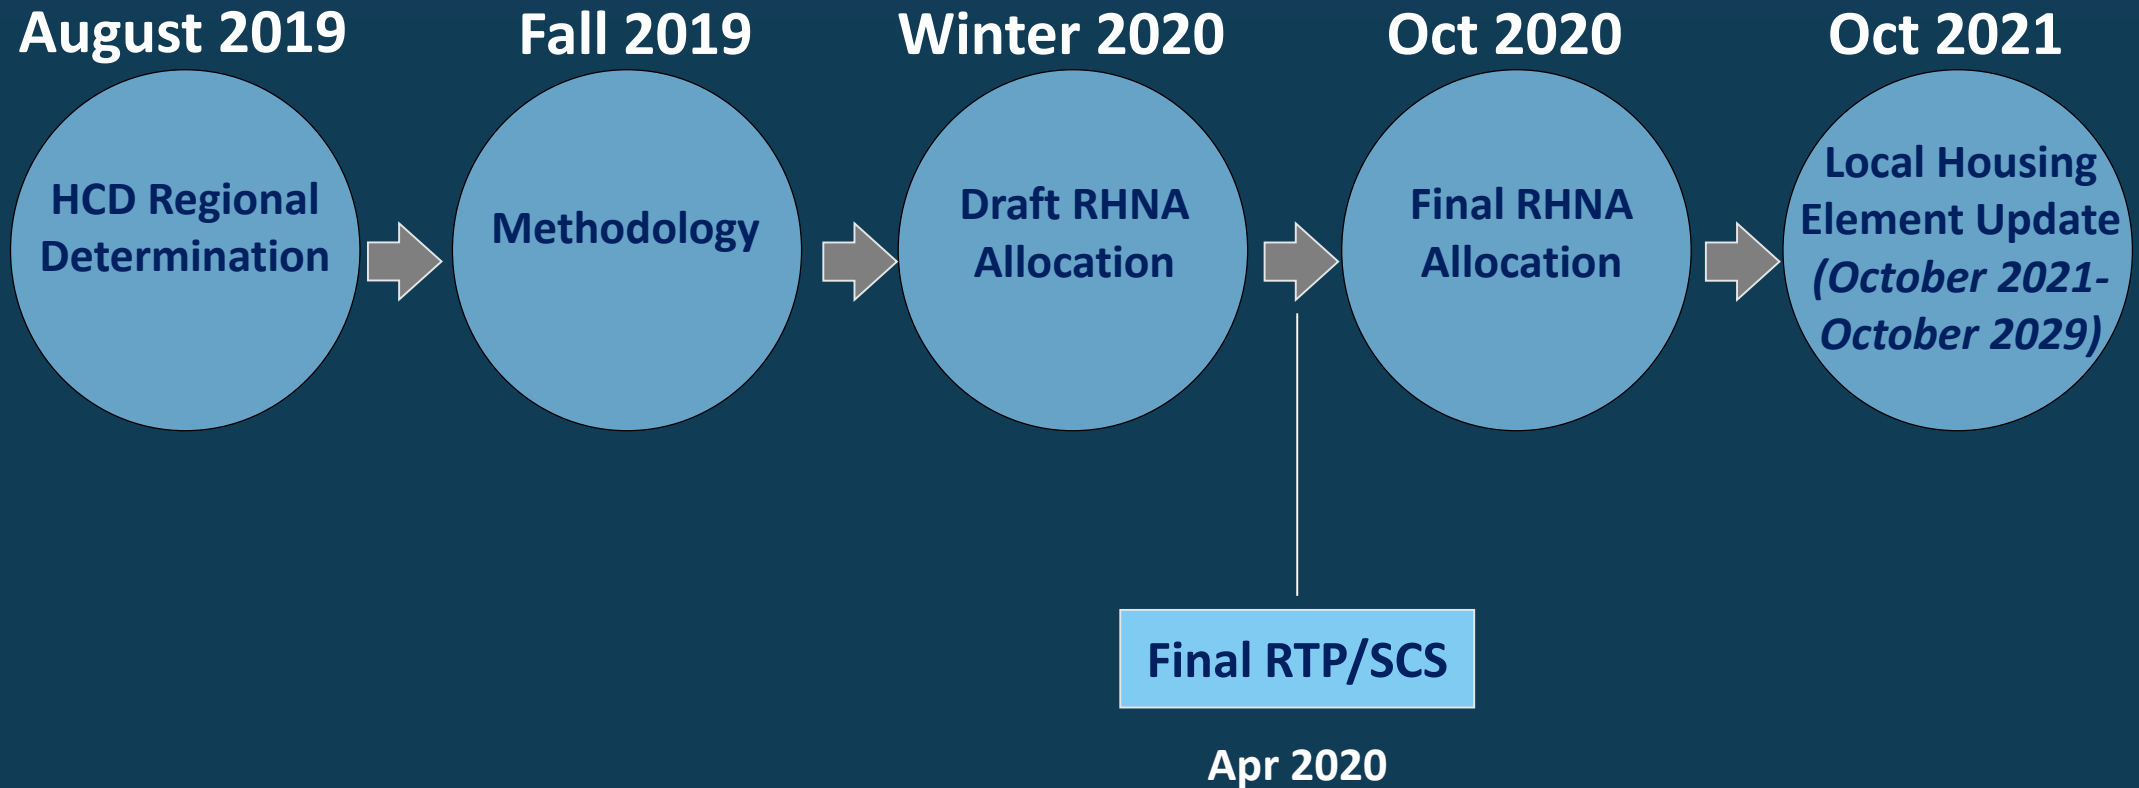 August 2019
Fall 2019
Winter 2020
Oct 2020
Oct 2021
HCD Regional
Determination
Methodology
Draft RHNA
Allocation
Final RHNA
Allocation
Local Housing
Element Update
(October 2021-
October 2029)
Final RTP/SCS
Apr 2020